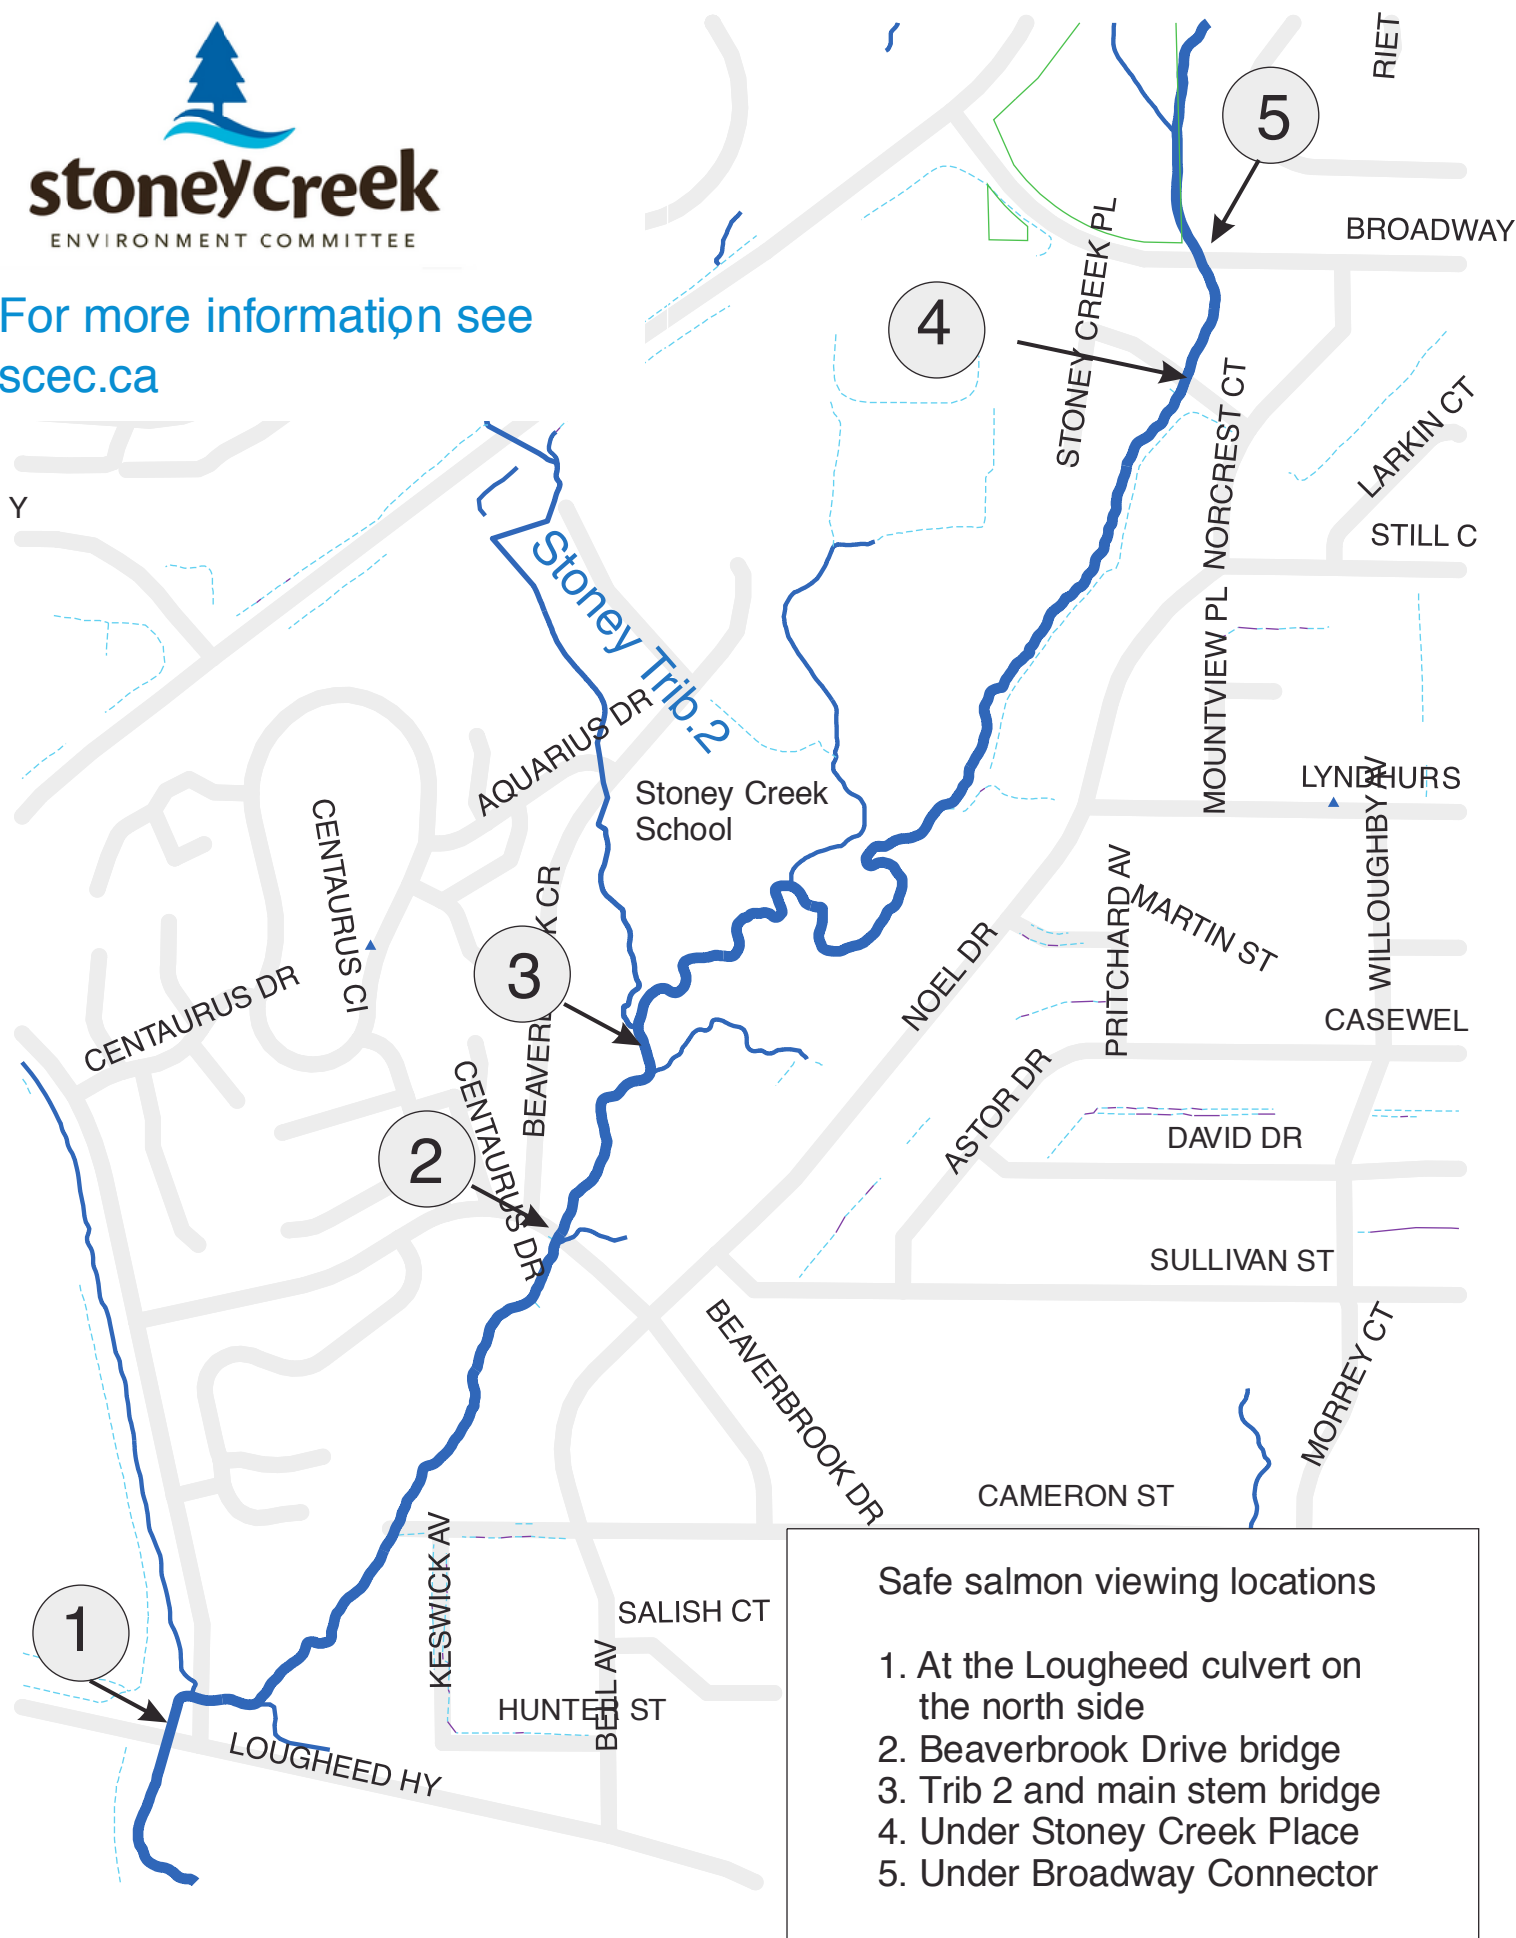 stoneycreek
ENVIRONMENT COMMITTEE
For more information see
scec.ca
RIET
5
BROADWAY
STONEY CREEK PL
4
NORCREST CT
LARKIN CT
Y
STILL C
Stoney Trib.2
MOUNTVIEW PL
AQUARIUS DR
LYNDHURS
WILLOUGHBY AV
Stoney Creek
School
CENTAURUS CI
PRITCHARD AV
MARTIN ST
3
NOEL DR
CENTAURUS DR
CASEWEL
ASTOR DR
CENTAURUS DR
2
DAVID DR
SULLIVAN ST
BEAVERBROOK DR
MORREY CT
CAMERON ST
KESWICK AV
SALISH CT
1
BELL AV
HUNTER ST
LOUGHEED HY
Safe salmon viewing locations
1. At the Lougheed culvert on
the north side
2. Beaverbrook Drive bridge
3. Trib 2 and main stem bridge
4. Under Stoney Creek Place
5. Under Broadway Connector